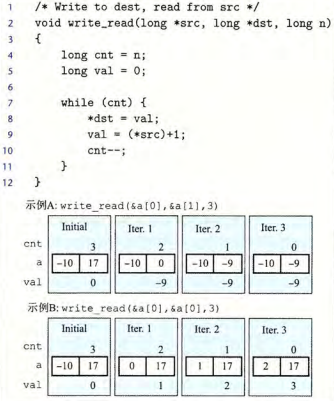 1 /* Write to dest, read from src */
2 void write_read(long *src, long *dst, long n)
3 {
4 long cnt = n;
5 long val = 0;
6
7 while (cnt) {
8 *dst = val;
9 val = (*src)+1;
10 cnt--;
11 }
12 }
示例A: write_read(&a[0],&a[1],3)
Initial Iter. 1 Iter. 2 Iter. 3
cnt 3 2 1 0
a -10 17 -10 0 -10 -9 -10 -9
val 0 -9 -9 -9
示例B: write_read(&a[0],&a[0],3)
Initial Iter. 1 Iter. 2 Iter. 3
cnt 3 2 1 0
a -10 17 0 17 1 17 2 17
val 0 1 2 3